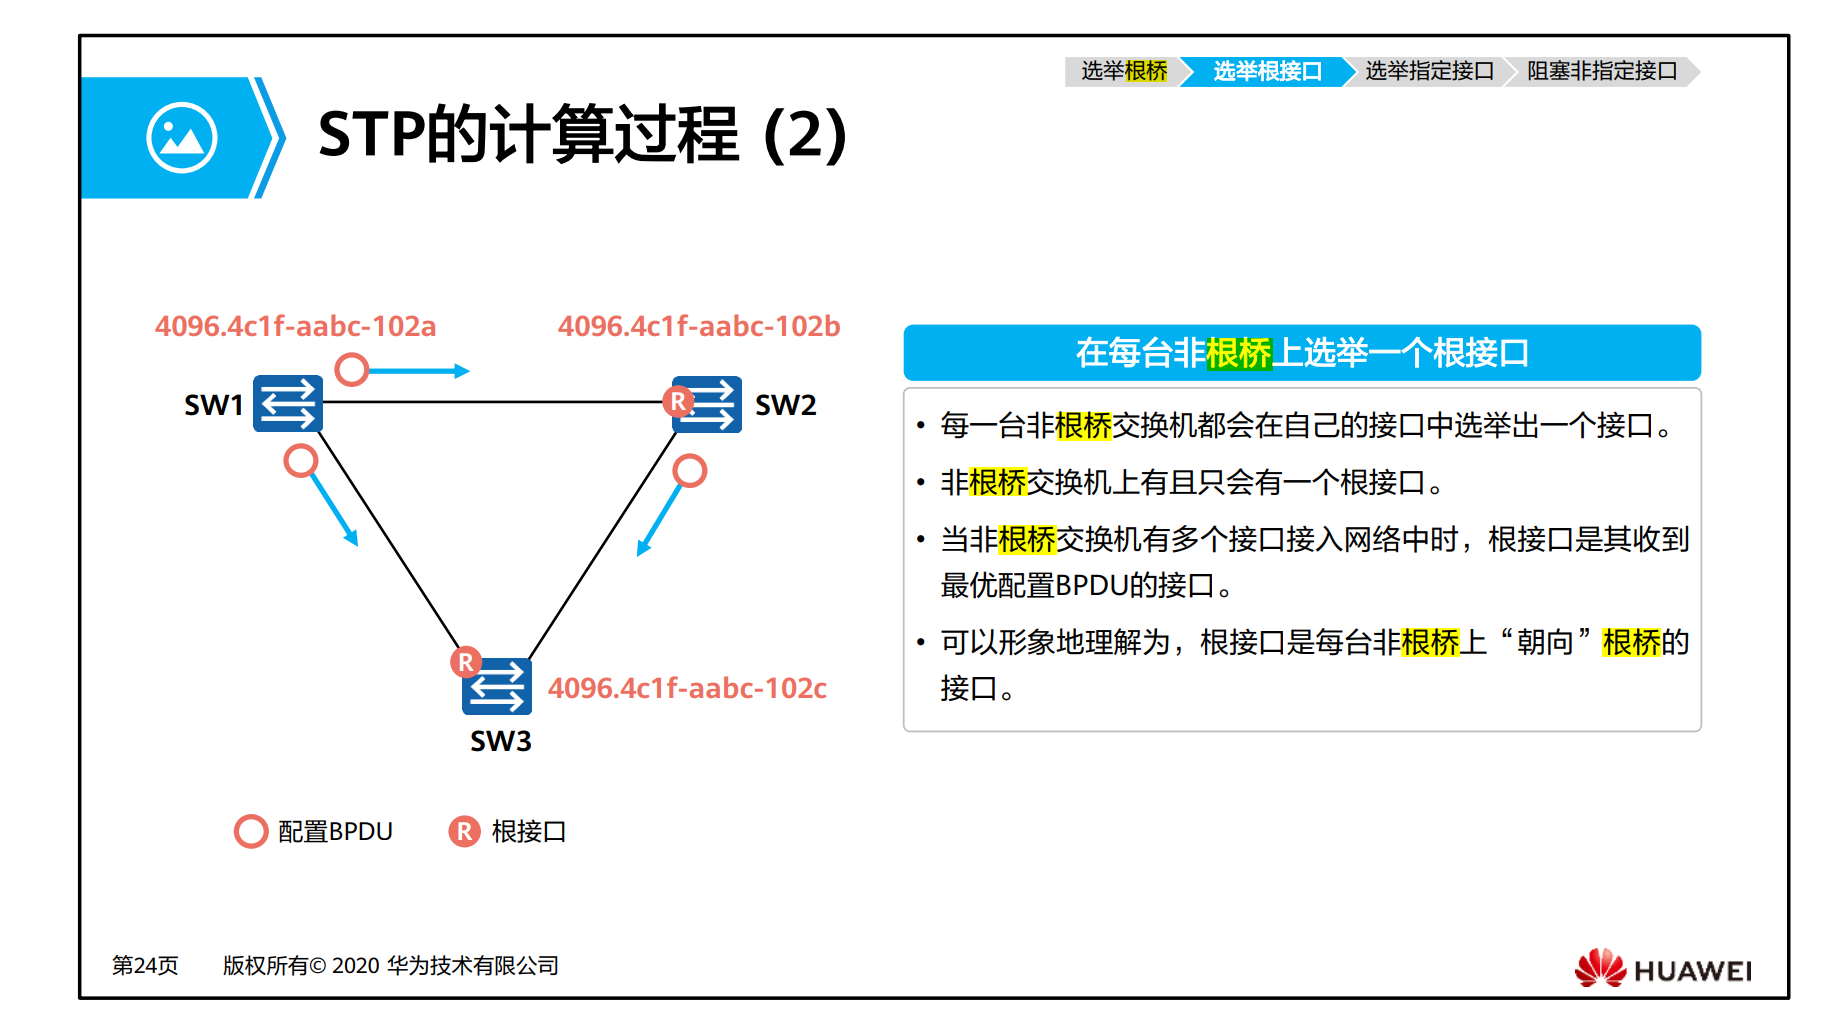 选举根桥 选举根接口 选举指定接口 阻塞非指定接口
STP的计算过程 (2)
4096.4c1f-aabc-102a 4096.4c1f-aabc-102b
SW1 R SW2
R
4096.4c1f-aabc-102c
SW3
配置BPDU R 根接口
在每台非根桥上选举一个根接口
• 每一台非根桥交换机都会在自己的接口中选举出一个接口。
• 非根桥交换机上有且只会有一个根接口。
• 当非根桥交换机有多个接口接入网络中时，根接口是其收到
最优配置BPDU的接口。
• 可以形象地理解为，根接口是每台非根桥上“朝向”根桥的
接口。
第24页 版权所有© 2020 华为技术有限公司
HUAWEI